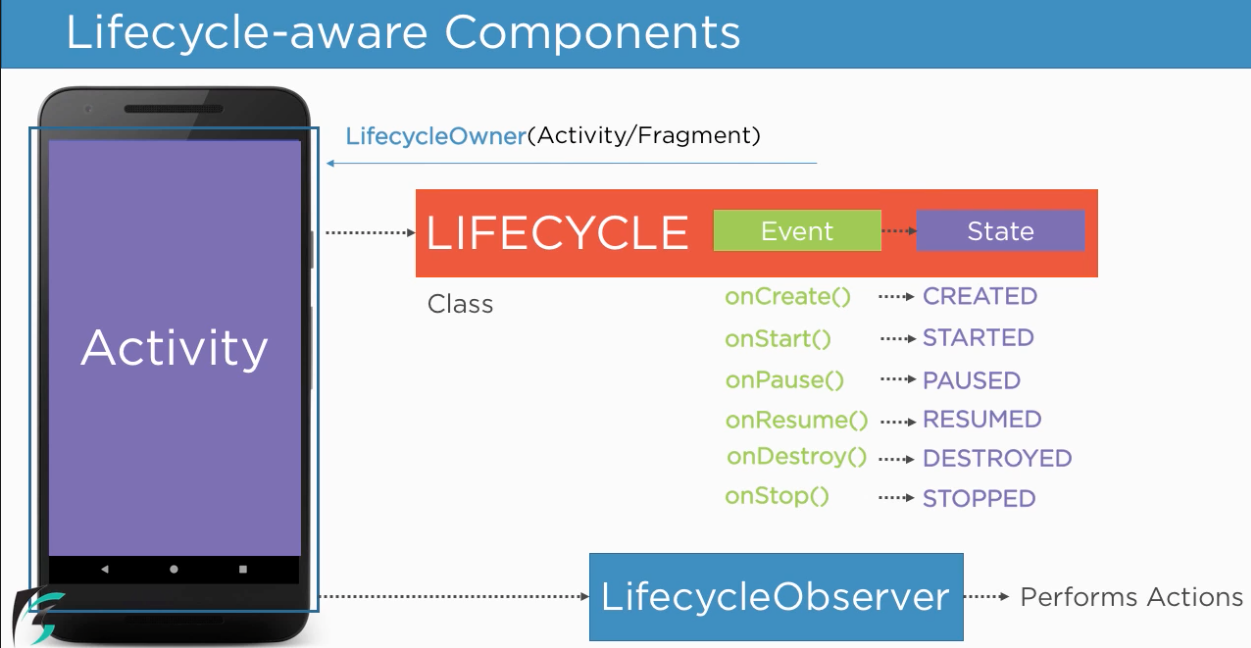 Lifecycle-aware Components
LifecycleOwner(Activity/Fragment)
LIFECYCLE Event State
Class
onCreate() CREATED
onStart() STARTED
onPause() PAUSED
onResume() RESUMED
onDestroy() DESTROYED
onStop() STOPPED
Activity
LifecycleObserver Performs Actions